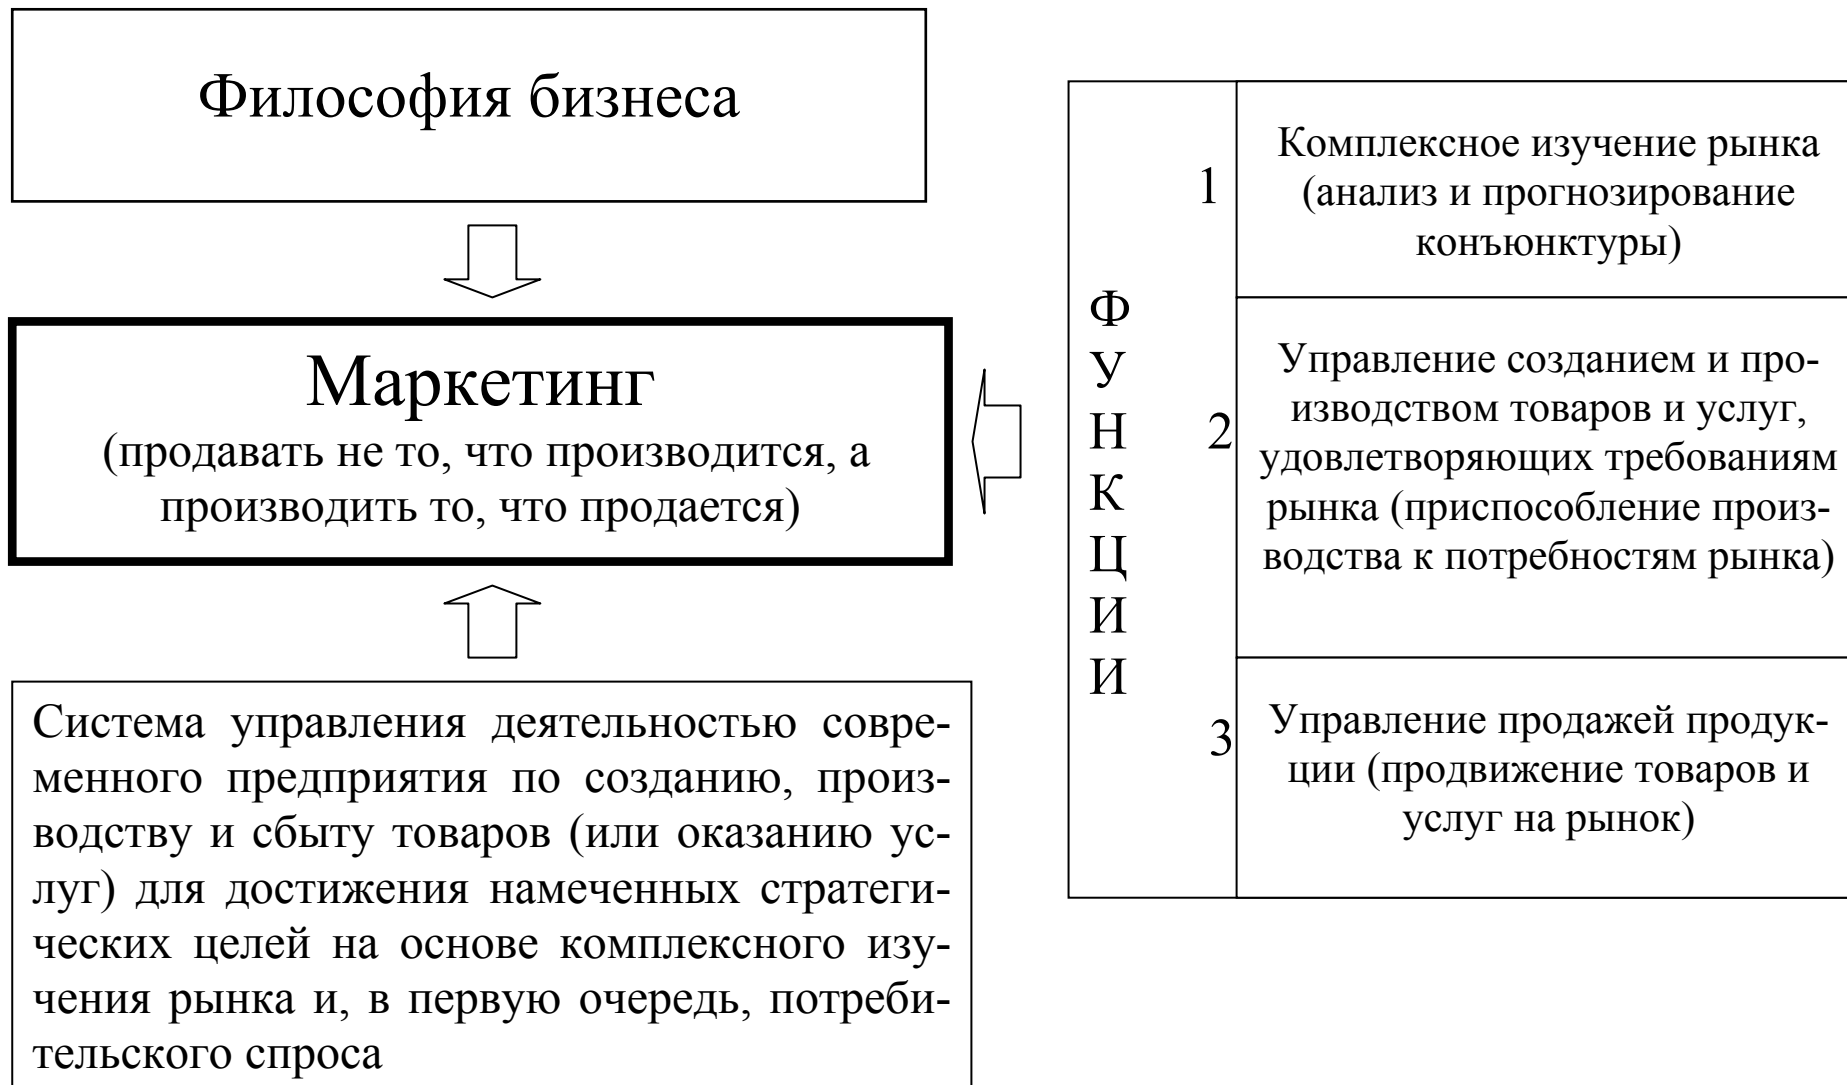 Философия бизнеса
Маркетинг
(продавать не то, что производится, а
производить то, что продается)
Система управления деятельностью совре-
менного предприятия по созданию, произ-
водству и сбыту товаров (или оказанию ус-
луг) для достижения намеченных стратеги-
ческих целей на основе комплексного изу-
чения рынка и, в первую очередь, потреби-
тельского спроса
Ф
У
Н
К
Ц
И
И
1
Комплексное изучение рынка
(анализ и прогнозирование
конъюнктуры)
2
Управление созданием и про-
изводством товаров и услуг,
удовлетворяющих требованиям
рынка (приспособление произ-
водства к потребностям рынка)
3
Управление продажей продук-
ции (продвижение товаров и
услуг на рынок)